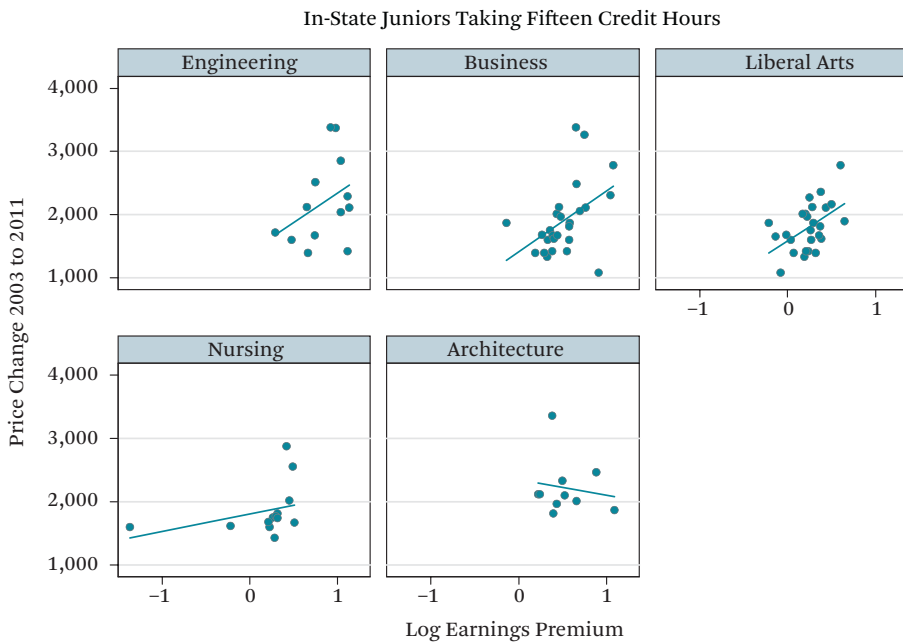 In-State Juniors Taking Fifteen Credit Hours
Engineering
Business
Liberal Arts
4,000
3,000
2,000
1,000
−1
0
1
Nursing
Architecture
4,000
3,000
2,000
1,000
−1
0
1
−1
0
1
Price Change 2003 to 2011
Log Earnings Premium